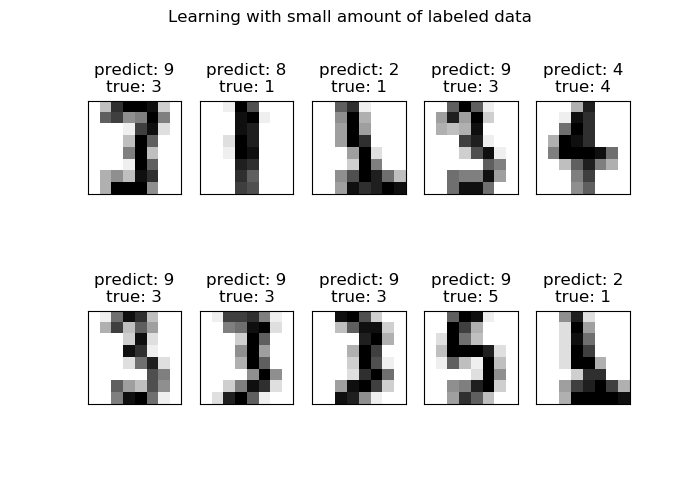 Learning with small amount of labeled data
predict: 9
true: 3
predict: 8
true: 1
predict: 2
true: 1
predict: 9
true: 3
predict: 4
true: 4
predict: 9
true: 3
predict: 9
true: 3
predict: 9
true: 3
predict: 9
true: 5
predict: 2
true: 1